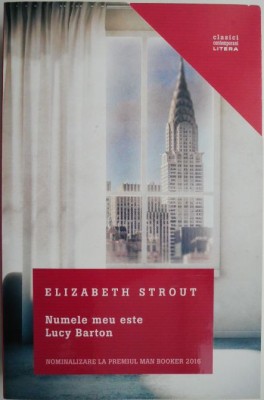 clasici
contemporani
LITERA
ELIZABETH STROUT
Numele meu este
Lucy Barton
NOMINALIZARE LA PREMIUL MAN BOOKER 2016